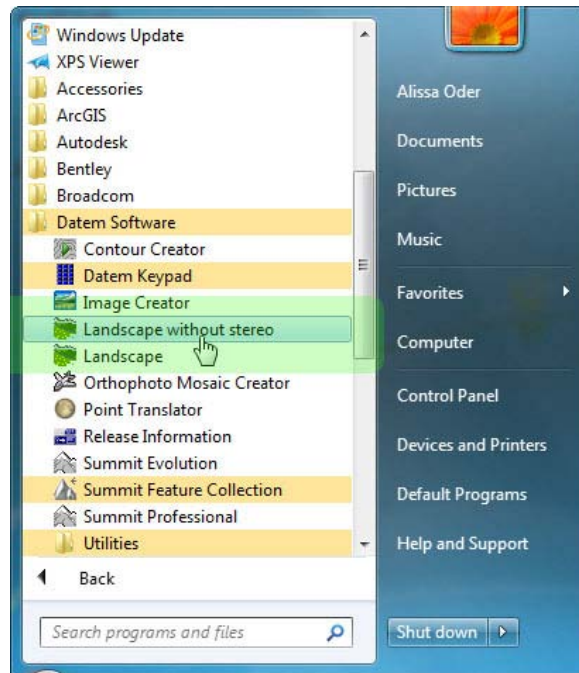 Windows Update
XPS Viewer
Accessories
ArcGIS
Autodesk
Bentley
Broadcom
Datem Software
Contour Creator
Datem Keypad
Image Creator
Landscape without stereo
Landscape
Orthophoto Mosaic Creator
Point Translator
Release Information
Summit Evolution
Summit Feature Collection
Summit Professional
Utilities
Back
Search programs and files
Alissa Oder
Documents
Pictures
Music
Favorites
Computer
Control Panel
Devices and Printers
Default Programs
Help and Support
Shut down